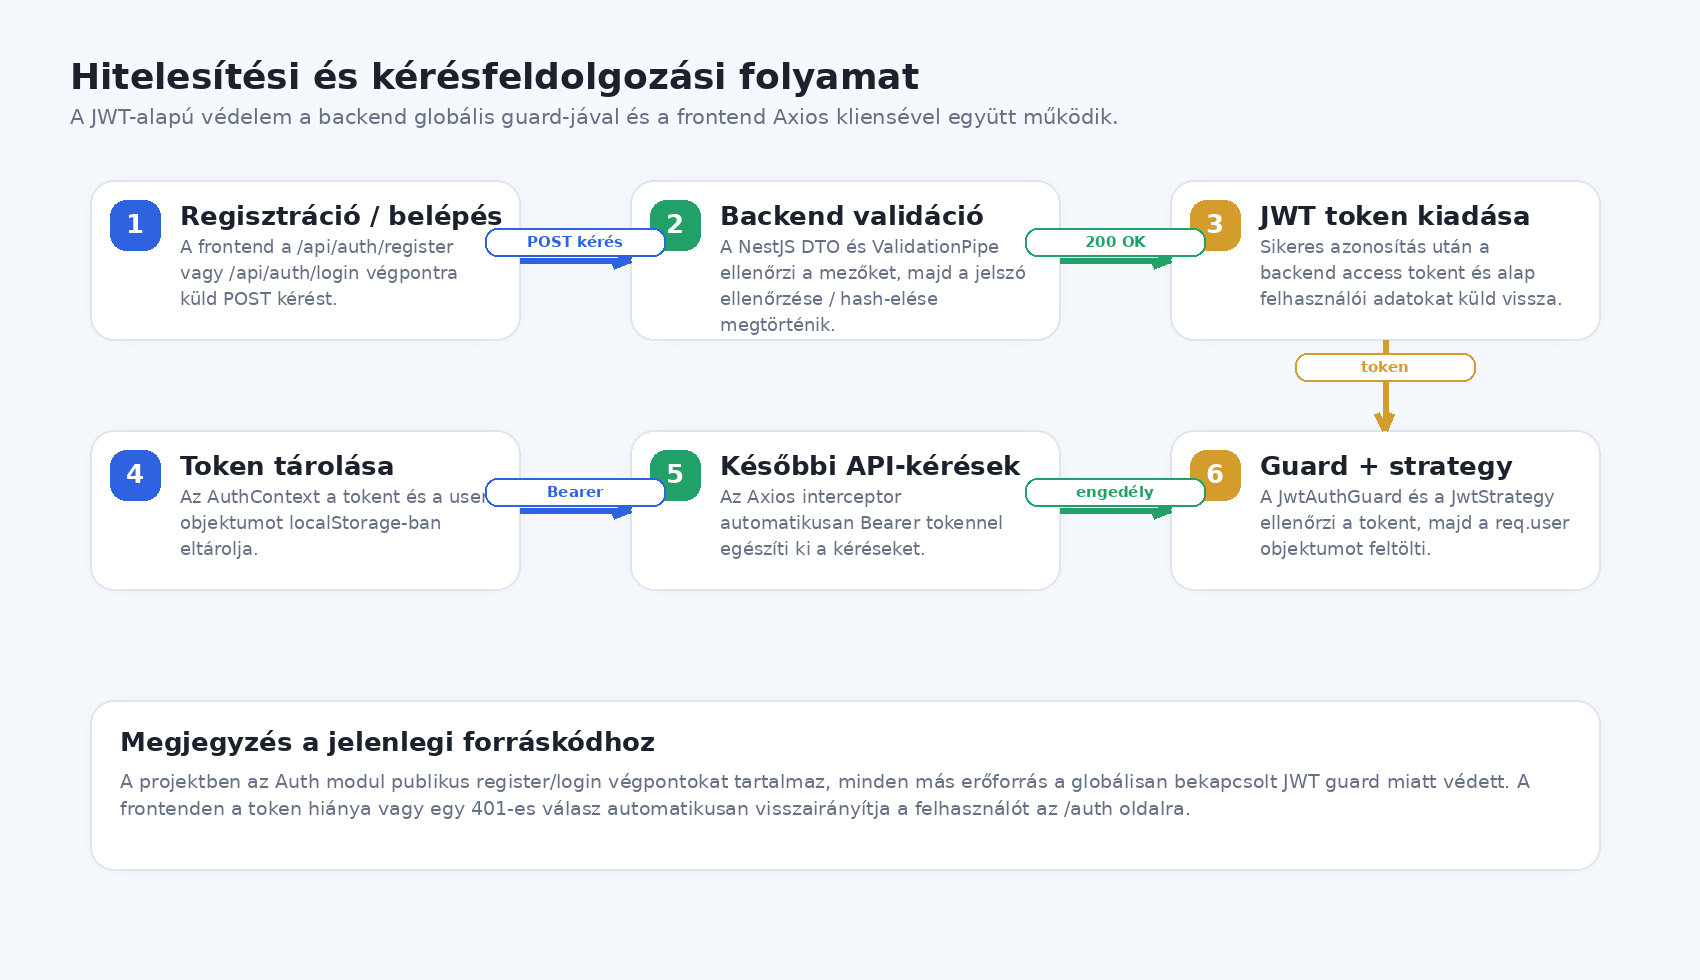 Hitelesítési és kérésfeldolgozási folyamat
A JWT-alapú védelem a backend globális guard-jával és a frontend Axios kliensével együtt működik.
1
Regisztráció / belépés
A frontend a /api/auth/register
vagy /api/auth/login végpontra
küld POST kérést.
POST kérés
2
Backend validáció
A NestJS DTO és ValidationPipe
ellenőrzi a mezőket, majd a jelszó
ellenőrzése / hash-elése
megtörténik.
200 OK
3
JWT token kiadása
Sikeres azonosítás után a
backend access tokent és alap
felhasználói adatokat küld vissza.
token
4
Token tárolása
Az AuthContext a tokent és a user
objektumot localStorage-ban
eltárolja.
Bearer
5
Későbbi API-kérések
Az Axios interceptor
automatikusan Bearer tokennel
egészíti ki a kéréseket.
engedély
6
Guard + strategy
A JwtAuthGuard és a JwtStrategy
ellenőrzi a tokent, majd a req.user
objektumot feltölti.
Megjegyzés a jelenlegi forráskódhoz
A projektben az Auth modul publikus register/login végpontokat tartalmaz, minden más erőforrás a globálisan bekapcsolt JWT guard miatt védett. A
frontenden a token hiánya vagy egy 401-es válasz automatikusan visszairányítja a felhasználót az /auth oldalra.